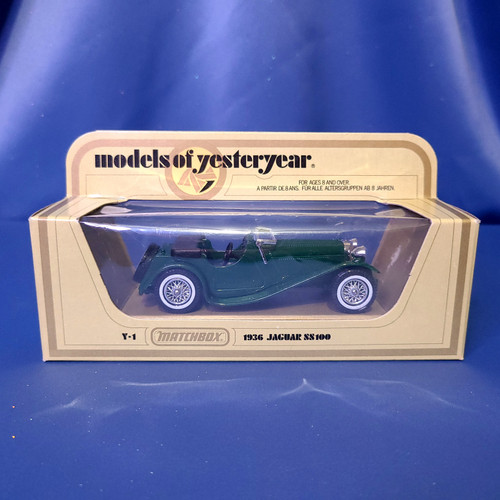 models of yesteryear®
FOR AGES 8 AND OVER.
A PARTIR DE 8 ANS. FÜR ALLE ALTERSGRUPPEN AB 8 JAHREN.
Y-1 MATCHBOX 1936 JAGUAR SS100